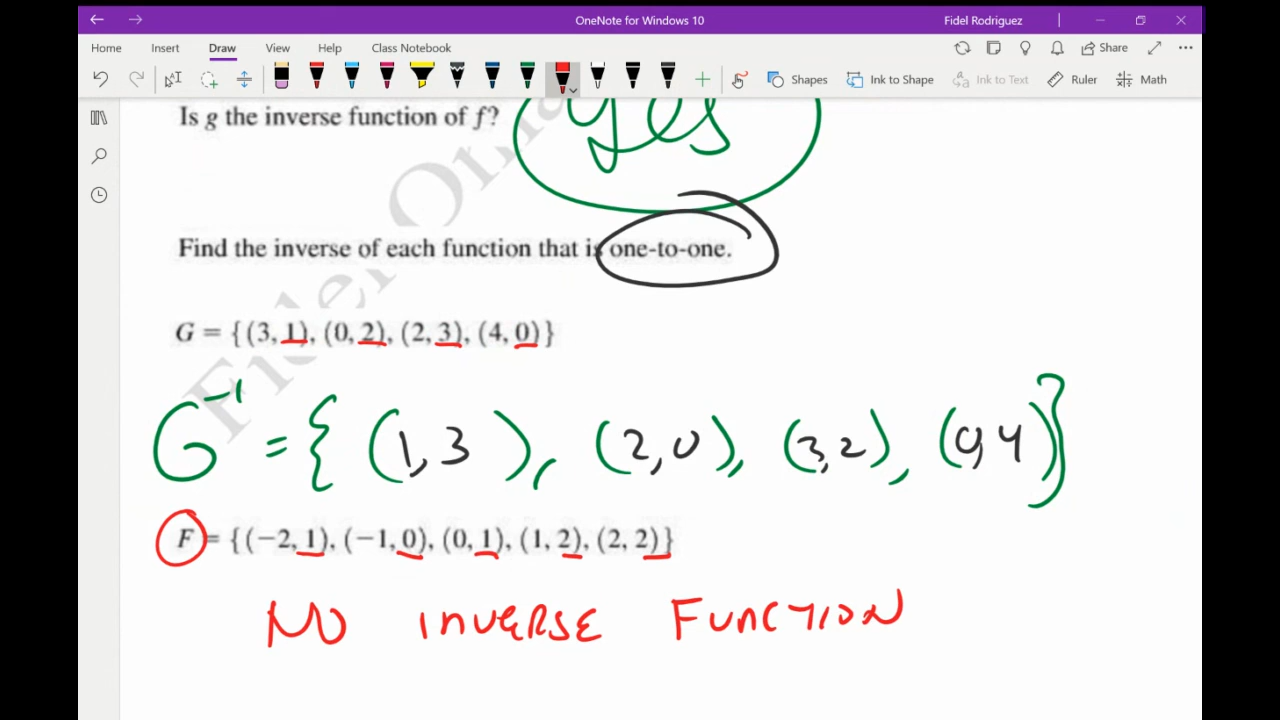 OneNote for Windows 10
Fidel Rodriguez
Home Insert Draw View Help Class Notebook
Share
Shapes Ink to Shape Ink to Text Ruler Math
Is g the inverse function of f?
yes
Find the inverse of each function that is one-to-one.
G = {(3, 1), (0, 2), (2, 3), (4, 0)}
G⁻¹ = { (1,3), (2,0), (3,2), (0,4)}
F = {(−2, 1), (−1, 0), (0, 1), (1, 2), (2, 2)}
NO INVERSE FUNCTION